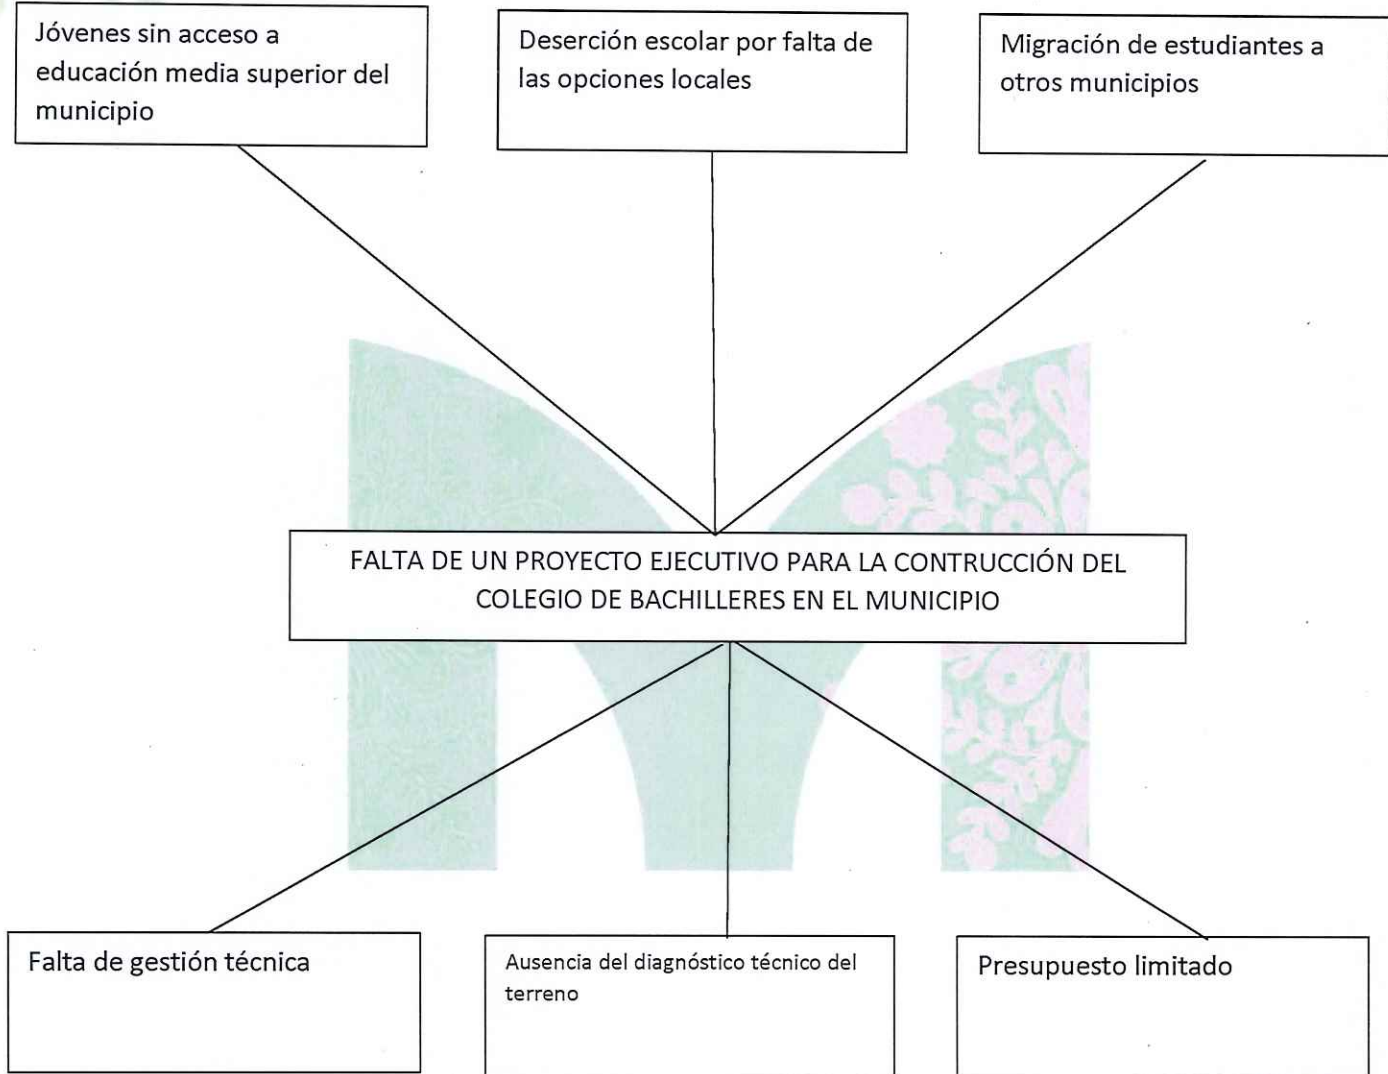 Jóvenes sin acceso a
educación media superior del
municipio
Deserción escolar por falta de
las opciones locales
Migración de estudiantes a
otros municipios
FALTA DE UN PROYECTO EJECUTIVO PARA LA CONTRUCCIÓN DEL
COLEGIO DE BACHILLERES EN EL MUNICIPIO
Falta de gestión técnica
Ausencia del diagnóstico técnico del
terreno
Presupuesto limitado